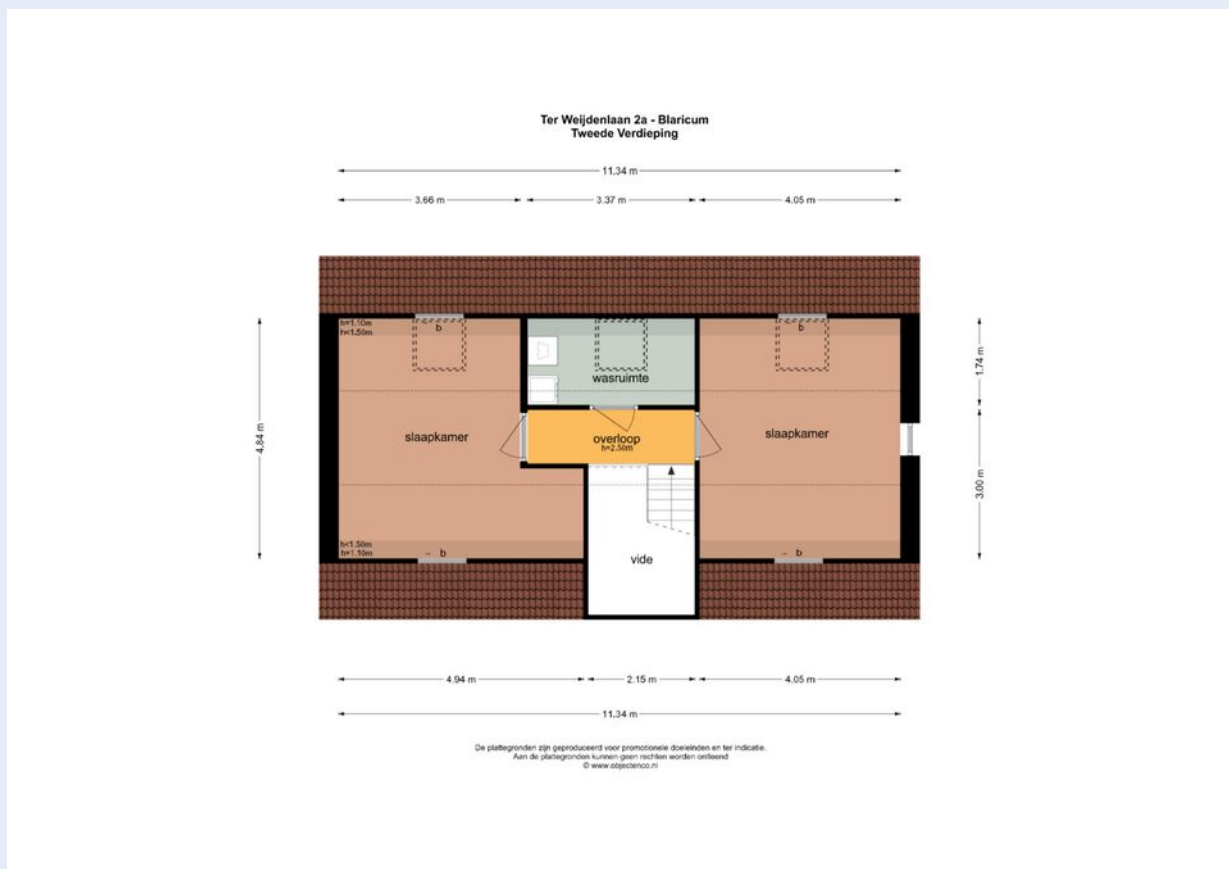 Ter Weijdenlaan 2a - Blaricum
Tweede Verdieping
11.34 m
3.66 m
3.37 m
4.05 m
h=1.10m
h<1.50m
b
b
wasruimte
1.74 m
4.84 m
slaapkamer
overloop
h=2.50m
slaapkamer
3.00 m
h<1.50m
h=1.10m
b
vide
b
4.94 m
2.15 m
4.05 m
11.34 m
De plattegronden zijn geproduceerd voor promotionele doeleinden en ter indicatie.
Aan de plattegronden kunnen geen rechten worden ontleend
© www.objectenco.nl